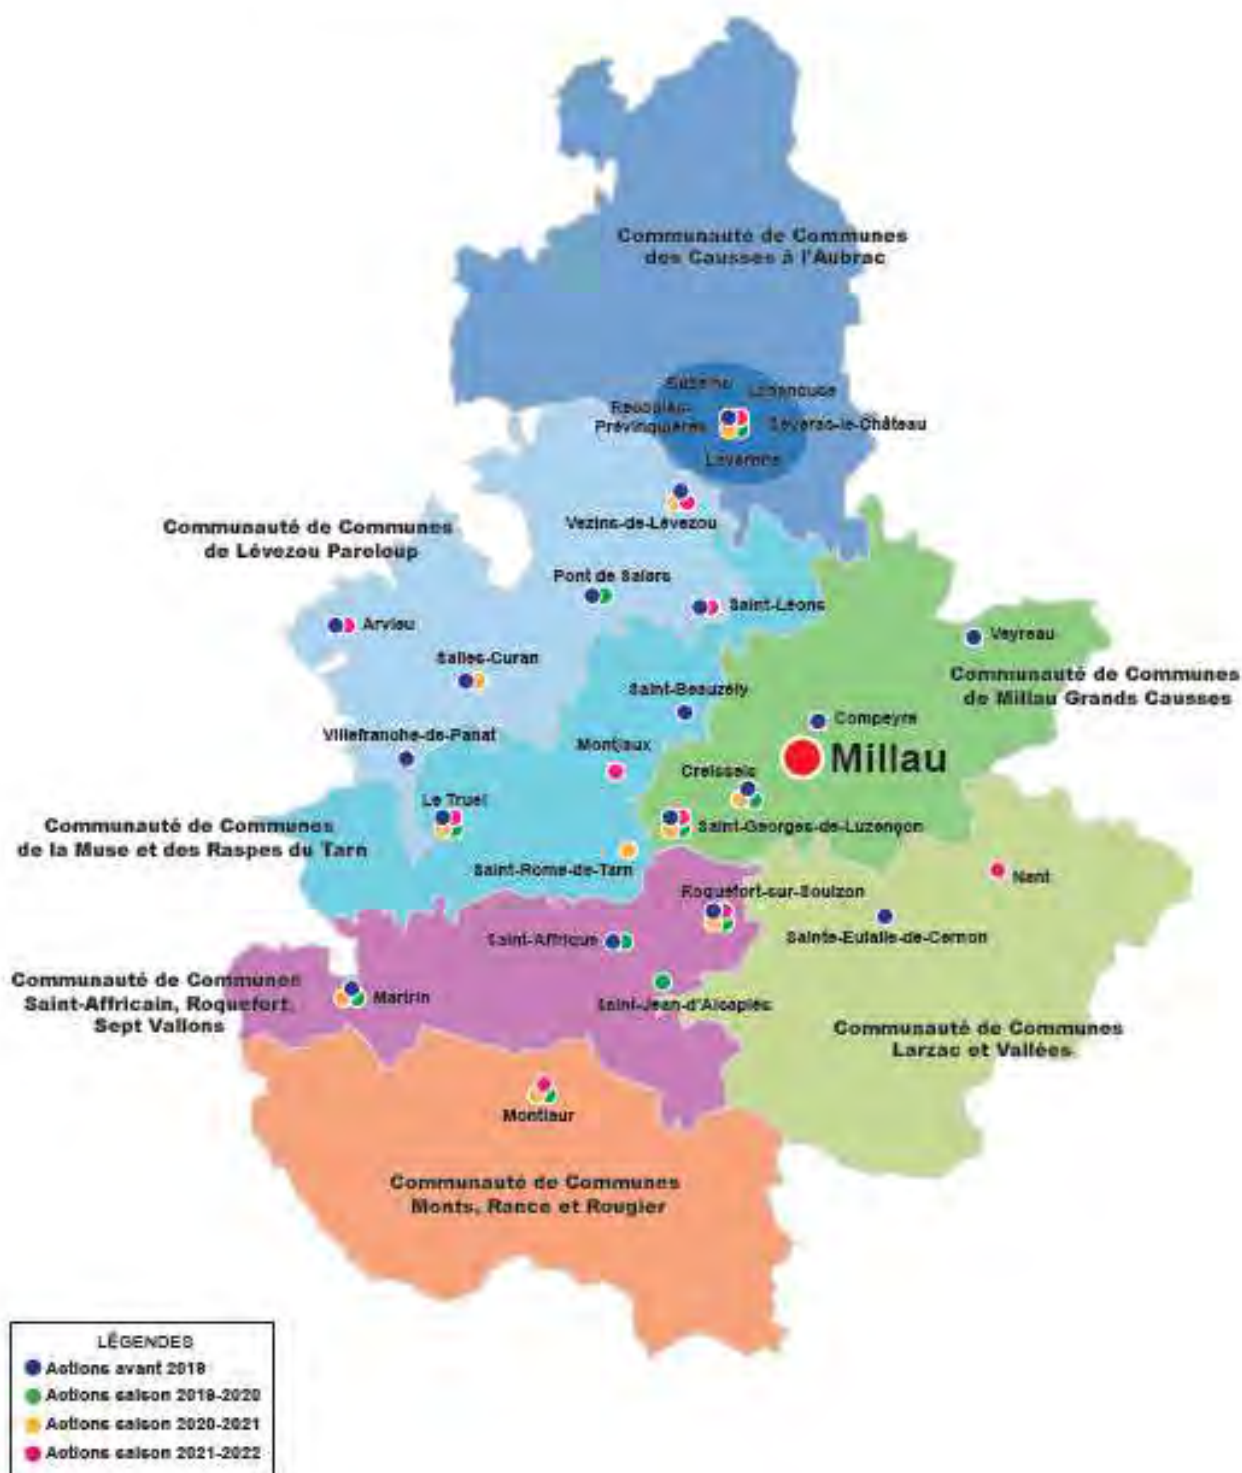 Communauté de Communes
des Causses à l'Aubrac
Recoules-
Prévinquières
Séverac-le-Château
Lavernhe
Vezins-de-Lévezou
Communauté de Communes
de Lévezou Pareloup
Pont de Salars
Saint-Léons
Arvieu
Veyreau
Salles-Curan
Communauté de Communes
de Millau Grands Causses
Saint-Beauzély
Compeyre
Villefranche-de-Panat
Montjaux
Millau
Creissels
Le Truel
Communauté de Communes
de la Muse et des Raspes du Tarn
Saint-Georges-de-Luzençon
Saint-Rome-de-Tarn
Nant
Roquefort-sur-Soulzon
Saint-Affrique
Sainte-Eulalie-de-Cernon
Communauté de Communes
Saint-Affricain, Roquefort,
Sept Vallons
Martrin
Saint-Jean-d'Alcapiès
Communauté de Communes
Larzac et Vallées
Montlaur
Communauté de Communes
Monts, Rance et Rougier
LÉGENDES
Actions avant 2019
Actions saison 2019-2020
Actions saison 2020-2021
Actions saison 2021-2022